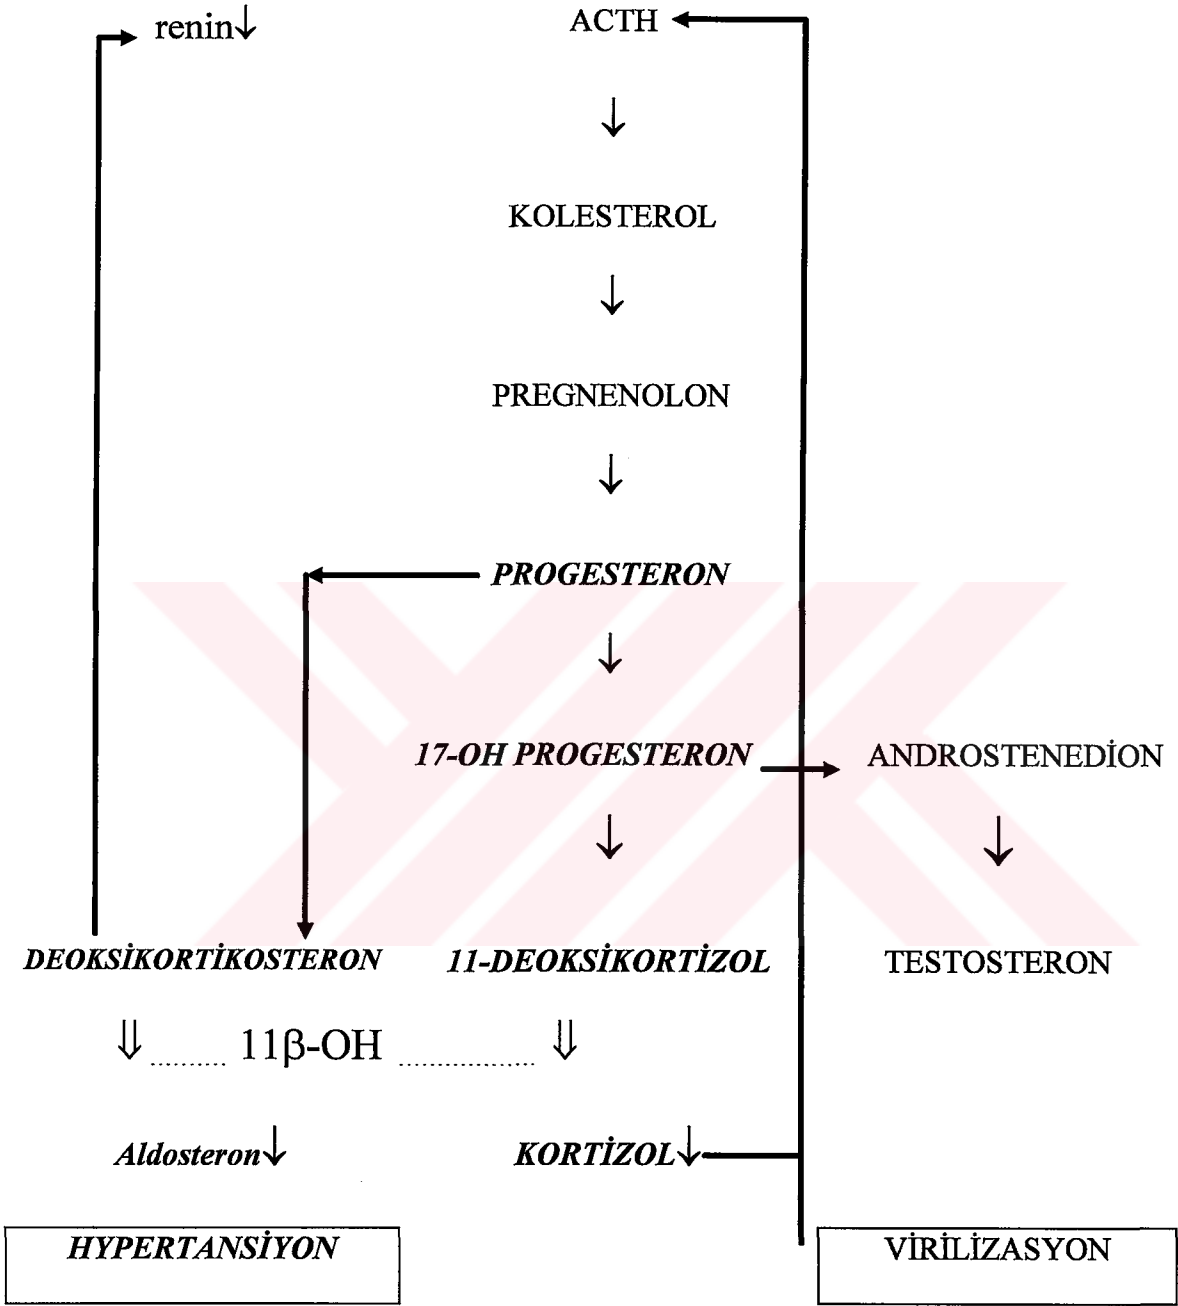 renin↓
ACTH
↓
KOLESTEROL
↓
PREGNENOLON
↓
PROGESTERON
↓
17-OH PROGESTERON
ANDROSTENEDİON
↓
↓
DEOKSİKORTİKOSTERON
11-DEOKSİKORTİZOL
TESTOSTERON
⇓ ......... 11β-OH ................ ⇓
Aldosteron↓
KORTİZOL↓
HYPERTANSİYON
VİRİLİZASYON